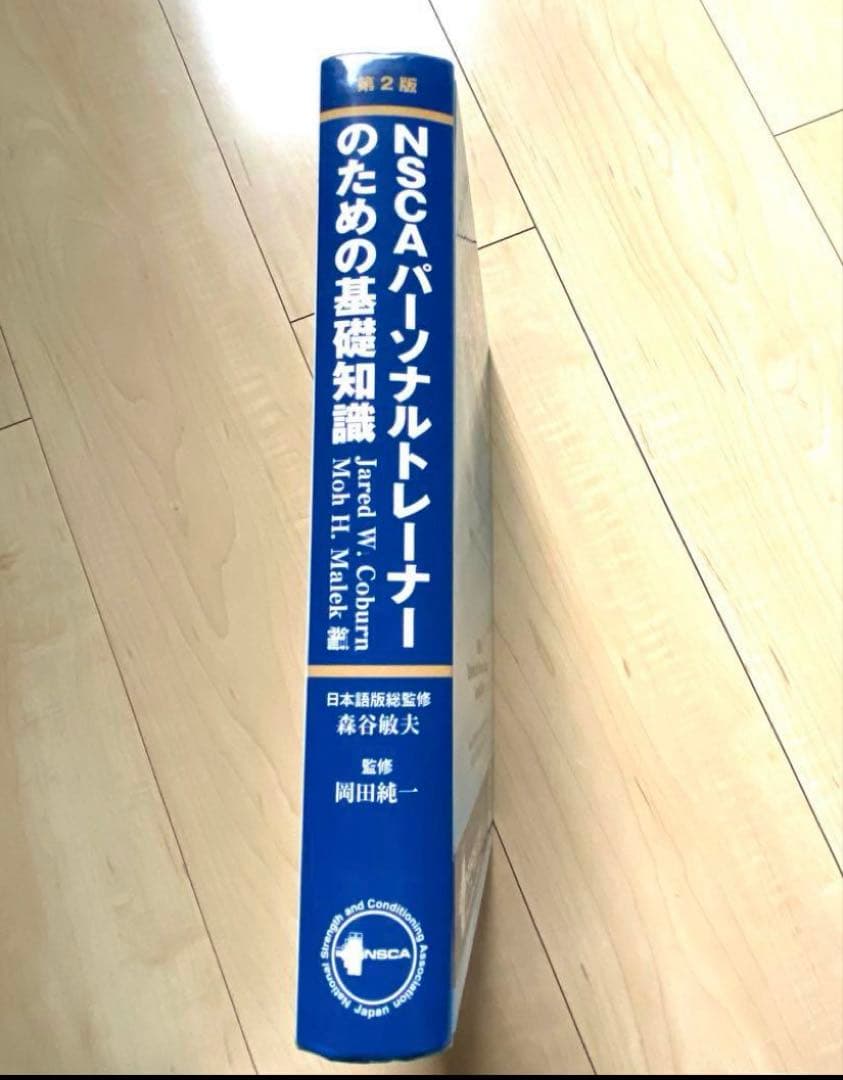 第2版
NSCAパーソナルトレーナー
のための基礎知識
Jared W. Coburn
Moh H. Malek
編著
日本語版総監修
森谷敏夫
監修
岡田純一
National Strength and Conditioning Association Japan
NSCA